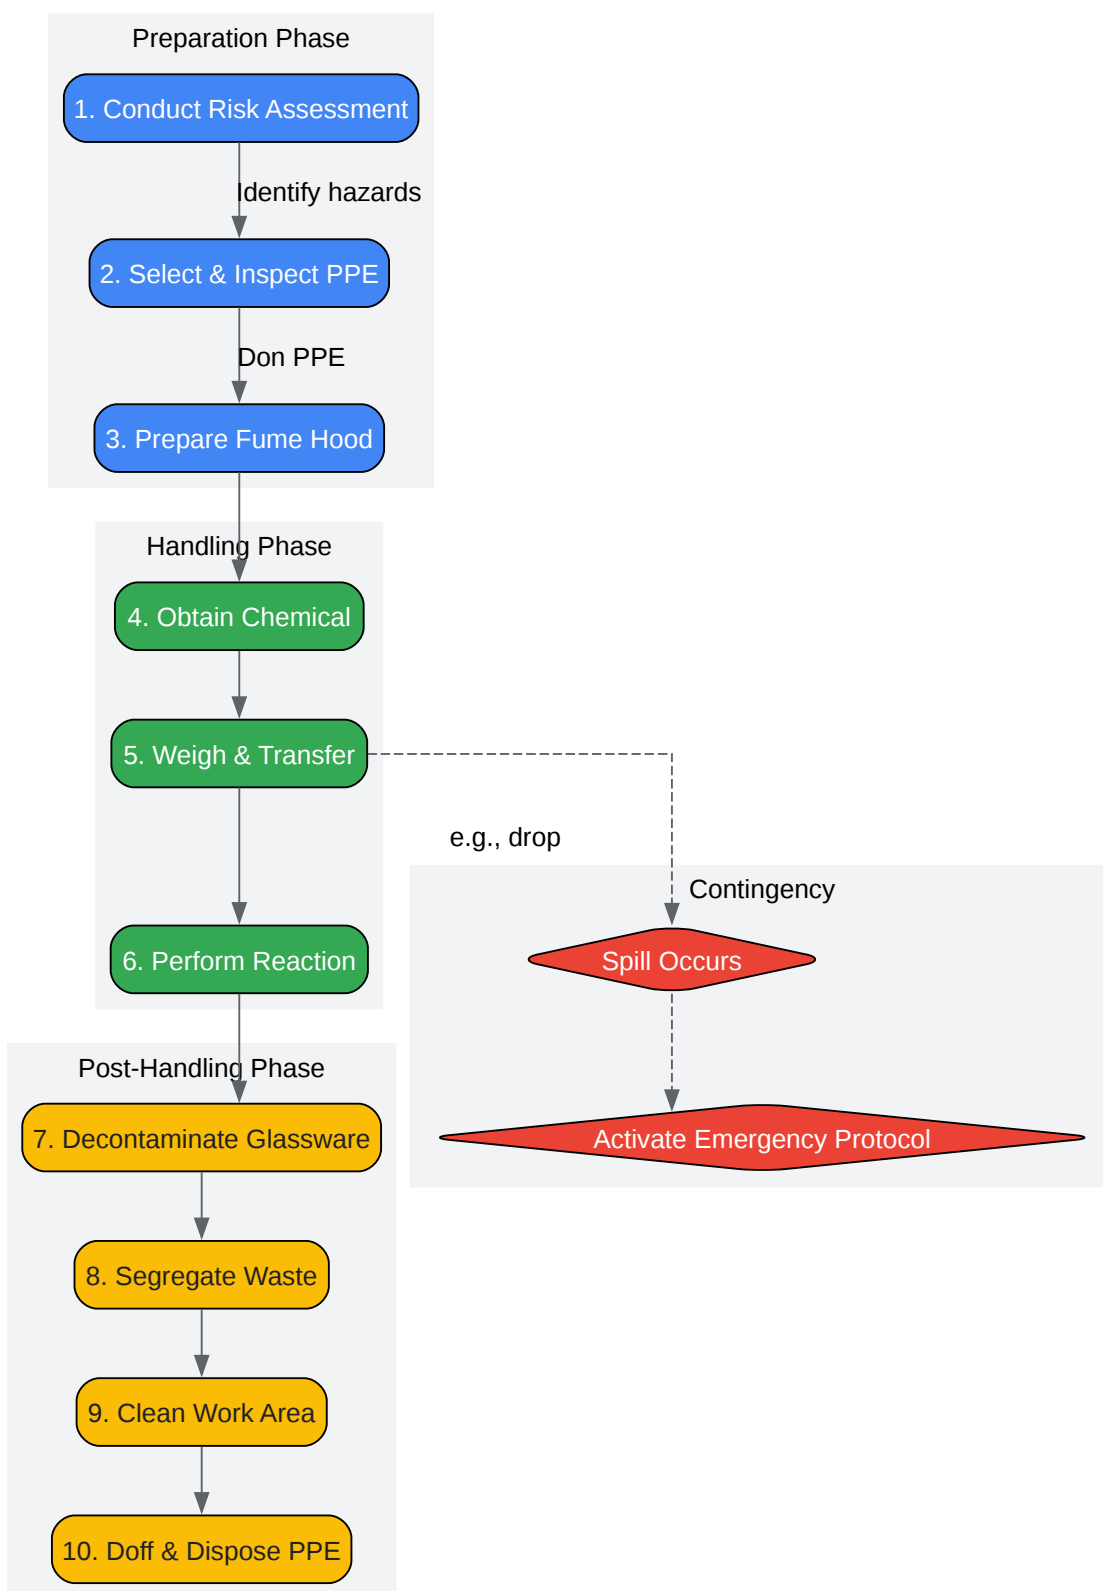 Preparation Phase
1. Conduct Risk Assessment
Identify hazards
2. Select & Inspect PPE
Don PPE
3. Prepare Fume Hood
Handling Phase
4. Obtain Chemical
5. Weigh & Transfer
e.g., drop
Contingency
Spill Occurs
6. Perform Reaction
Post-Handling Phase
7. Decontaminate Glassware
Activate Emergency Protocol
8. Segregate Waste
9. Clean Work Area
10. Doff & Dispose PPE